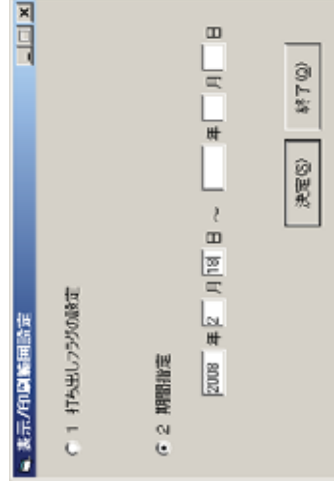 表示/印刷範囲設定
1 打ち出しフラグの設定
2 期間指定
2008 年 2 月 18 日 ～ 年 月 日
決定(S) 終了(Q)